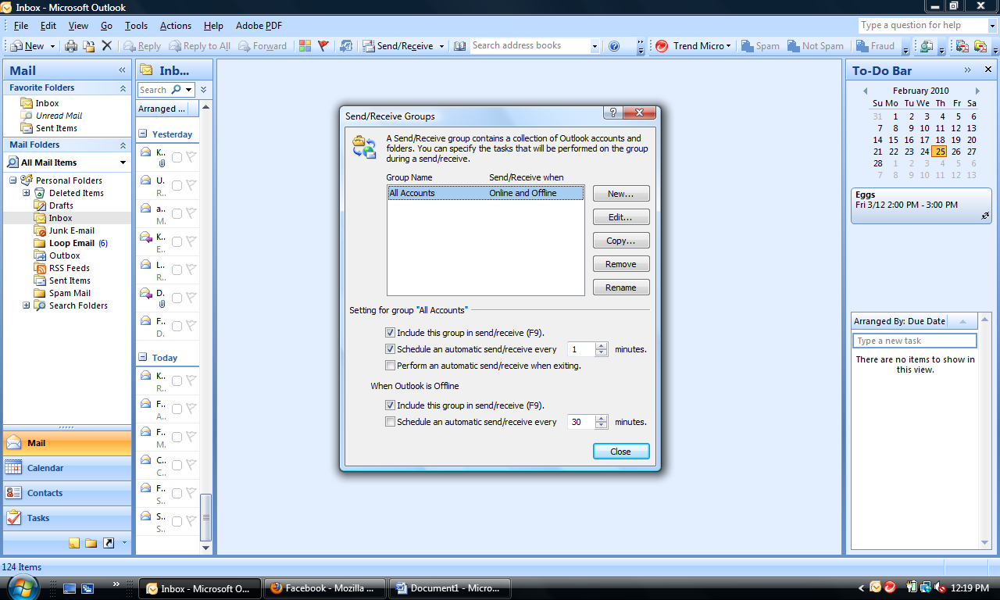 Inbox - Microsoft Outlook
File Edit View Go Tools Actions Help Adobe PDF
Type a question for help
New Reply Reply to All Forward Send/Receive Search address books Trend Micro Spam Not Spam Fraud
Mail
Favorite Folders
Inbox
Unread Mail
Sent Items
Mail Folders
All Mail Items
Personal Folders
Deleted Items
Drafts
Inbox
Junk E-mail
Loop Email (6)
Outbox
RSS Feeds
Sent Items
Spam Mail
Search Folders
Mail
Calendar
Contacts
Tasks
Inb...
Search
Arranged ...
Yesterday
K..
U.
R..
a..
M.
K..
E..
L..
R..
D.
F..
D.
Today
K..
R..
F..
A..
F..
M.
C..
C..
F..
S..
S..
S..
Send/Receive Groups
A Send/Receive group contains a collection of Outlook accounts and
folders. You can specify the tasks that will be performed on the group
during a send/receive.
Group Name Send/Receive when
All Accounts Online and Offline
New...
Edit...
Copy...
Remove
Rename
Setting for group "All Accounts"
Include this group in send/receive (F9).
Schedule an automatic send/receive every 1 minutes.
Perform an automatic send/receive when exiting.
When Outlook is Offline
Include this group in send/receive (F9).
Schedule an automatic send/receive every 30 minutes.
Close
To-Do Bar
February 2010
Su Mo Tu We Th Fr Sa
31 1 2 3 4 5 6
7 8 9 10 11 12 13
14 15 16 17 18 19 20
21 22 23 24 25 26 27
28 1 2 3 4 5 6
7 8 9 10 11 12 13
Eggs
Fri 3/12 2:00 PM - 3:00 PM
Arranged By: Due Date
Type a new task
There are no items to show in
this view.
124 Items
Inbox - Microsoft O...
Facebook - Mozilla ...
Document1 - Micro...
12:19 PM